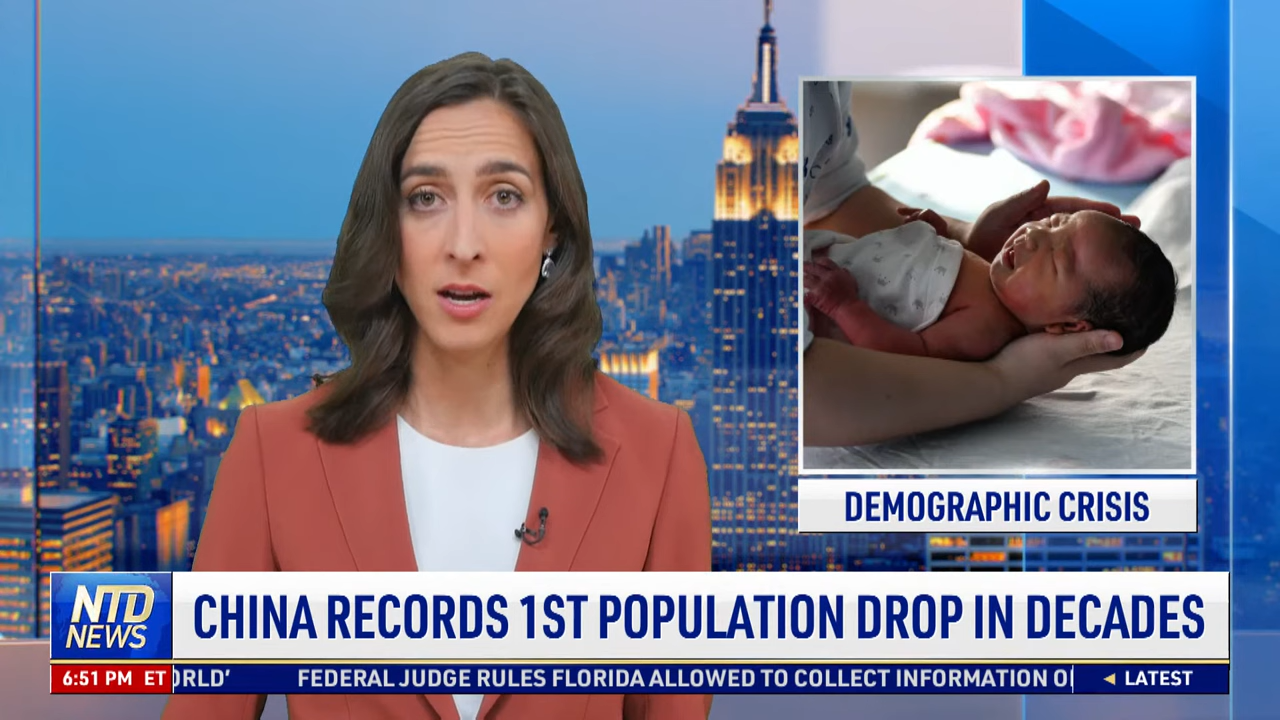 DEMOGRAPHIC CRISIS
NTD
NEWS
CHINA RECORDS 1ST POPULATION DROP IN DECADES
6:51 PM ET
FEDERAL JUDGE RULES FLORIDA ALLOWED TO COLLECT INFORMATION
◄ LATEST